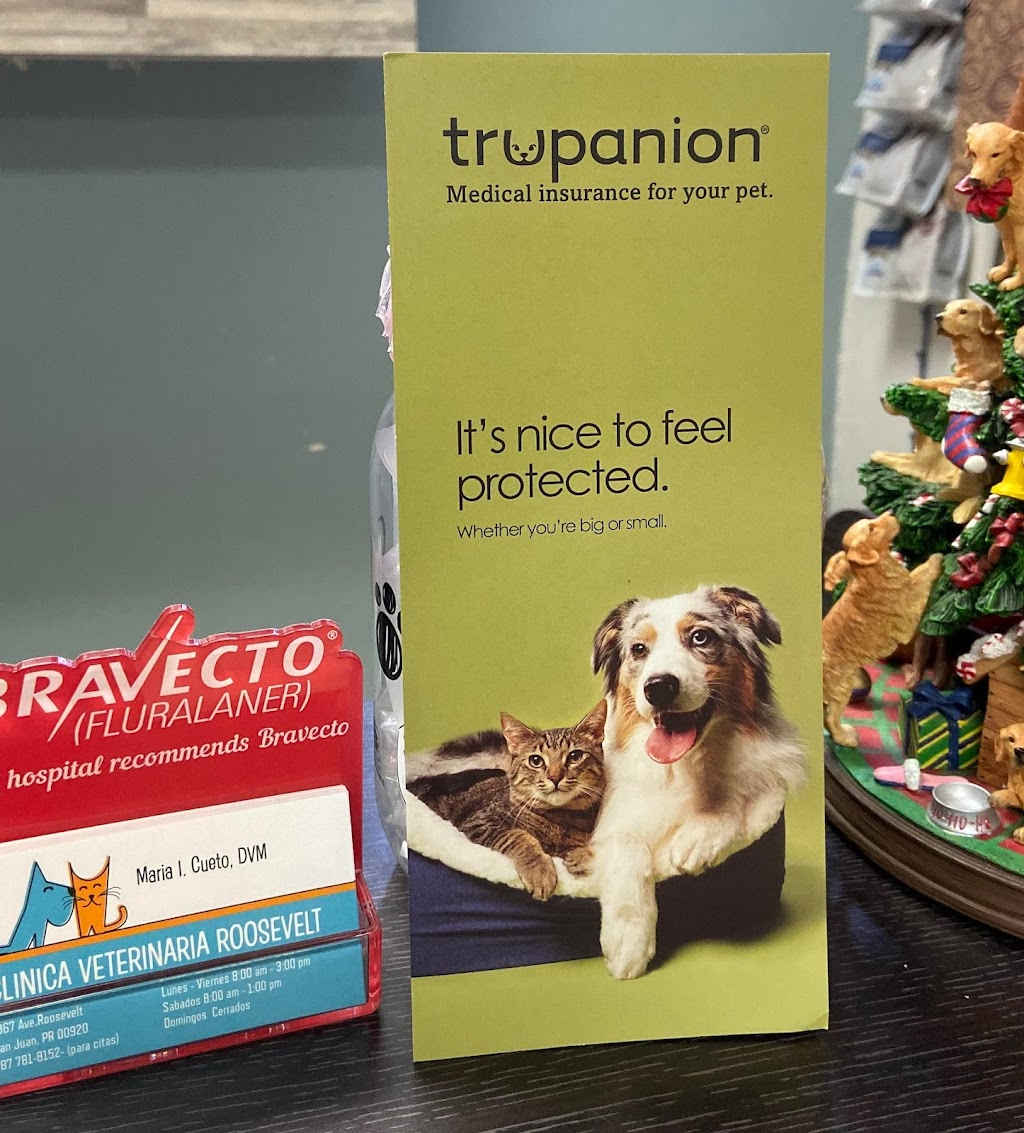 trupanion®
Medical insurance for your pet.
It's nice to feel
protected.
Whether you're big or small.
BRAVECTO®
(FLURALANER)
hospital recommends Bravecto
Maria I. Cueto, DVM
CLINICA VETERINARIA ROOSEVELT
867 Ave.Roosevelt
San Juan, PR 00920
787 781-8152- (para citas)
Lunes - Viernes 8:00 am - 3:00 pm
Sabados 8:00 am - 1:00 pm
Domingos Cerrados